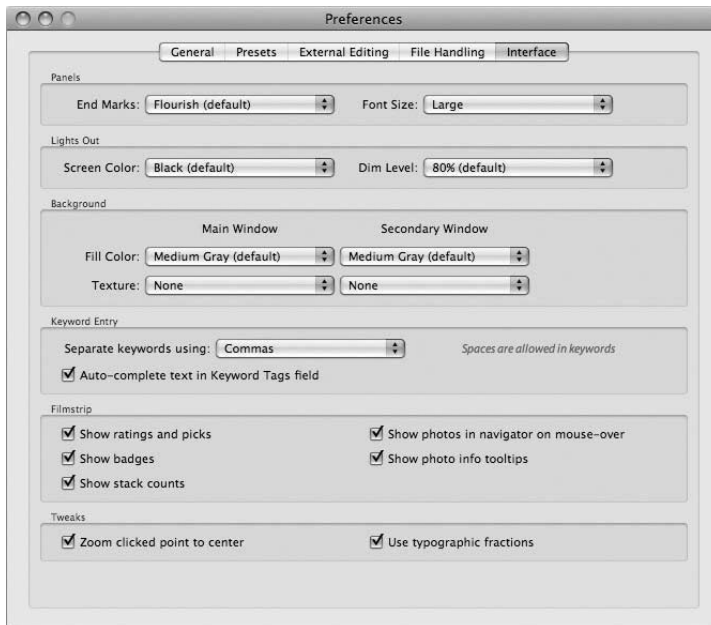 Preferences
General Presets External Editing File Handling Interface
Panels
End Marks: Flourish (default) Font Size: Large
Lights Out
Screen Color: Black (default) Dim Level: 80% (default)
Background
Main Window Secondary Window
Fill Color: Medium Gray (default) Medium Gray (default)
Texture: None None
Keyword Entry
Separate keywords using: Commas Spaces are allowed in keywords
Auto-complete text in Keyword Tags field
Filmstrip
Show ratings and picks Show photos in navigator on mouse-over
Show badges Show photo info tooltips
Show stack counts
Tweaks
Zoom clicked point to center Use typographic fractions